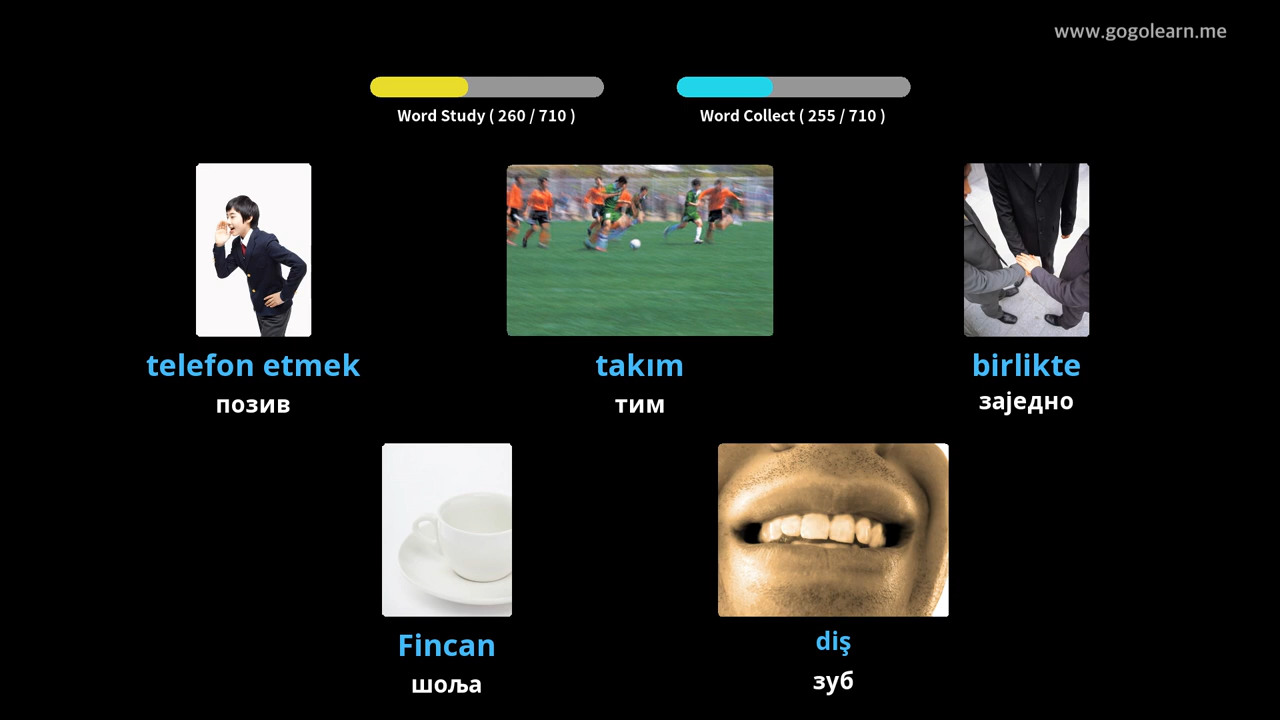 www.gogolearn.me
Word Study ( 260 / 710 )
Word Collect ( 255 / 710 )
telefon etmek
позив
takım
тим
birlikte
заједно
Fincan
шоља
diş
зуб